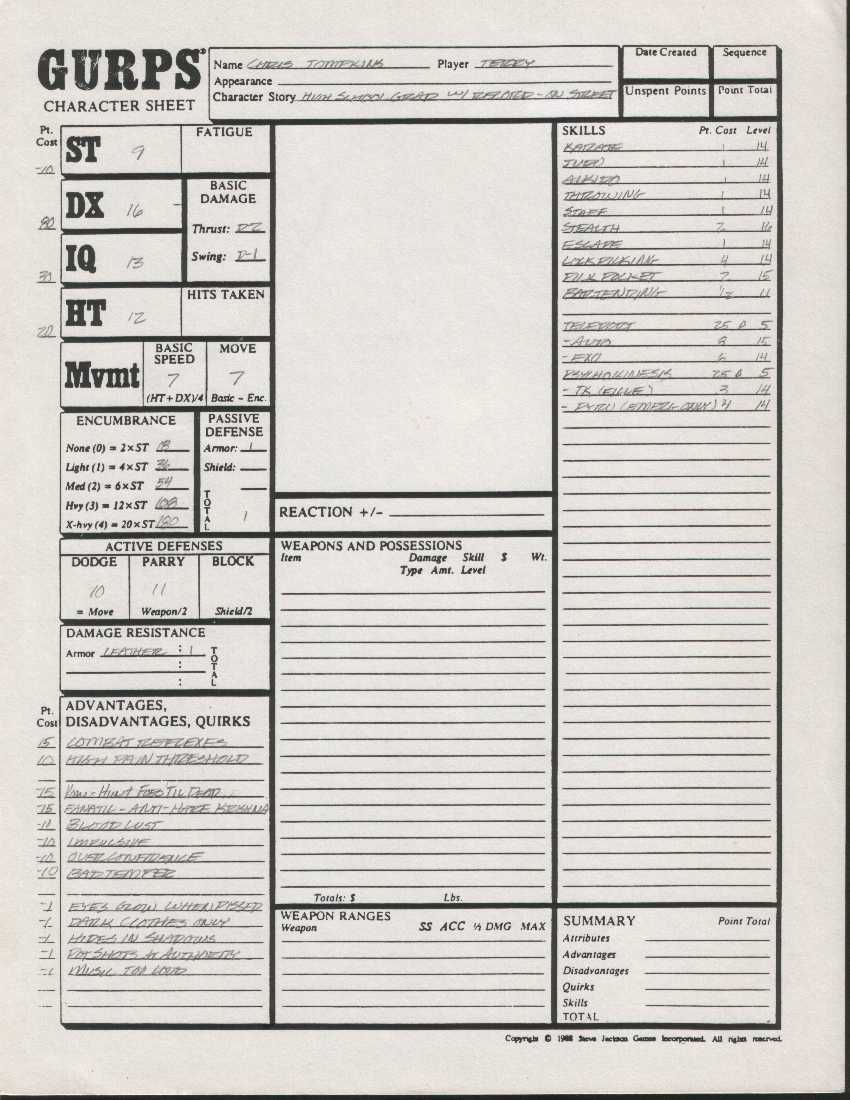 GURPS®
CHARACTER SHEET
Name CHRIS TOMPKINS Player TERRY
Appearance
Character Story HIGH SCHOOL GRAD W/ RECORD - ON STREET
Date Created
Sequence
Unspent Points
Point Total
Pt. Cost
-10 ST 9
FATIGUE
80 DX 16
BASIC DAMAGE
Thrust: D-2
Swing: D-1
30 IQ 13
20 HT 12
HITS TAKEN
Mvmt
BASIC SPEED
7
(HT+DX)/4
MOVE
7
Basic - Enc.
ENCUMBRANCE
None (0) = 2×ST 18
Light (1) = 4×ST 36
Med (2) = 6×ST 54
Hvy (3) = 12×ST 108
X-hvy (4) = 20×ST 180
PASSIVE DEFENSE
Armor: 1
Shield:
TOTAL 1
ACTIVE DEFENSES
DODGE
10
= Move
PARRY
11
Weapon/2
BLOCK
Shield/2
DAMAGE RESISTANCE
Armor LEATHER : 1
:
:
TOTAL
Pt. Cost
ADVANTAGES,
DISADVANTAGES, QUIRKS
15 COMBAT REFLEXES
10 HIGH PAIN THRESHOLD
-15 VOW - HUNT FOES TIL DEAD
-15 FANATIC - ANTI-HARE KRISHNA
BLOOD LUST
-10 IMPULSIVE
-10 OVERCONFIDENCE
-10 BAD TEMPER
-1 EYES GLOW WHEN PISSED
-1 DARK CLOTHES ONLY
-1 HIDES IN SHADOWS
-1 POT SHOTS AT AUTHORITY
-1 MUSIC TOO LOUD
REACTION +/-
WEAPONS AND POSSESSIONS
Item Damage Skill $ Wt.
Type Amt. Level
Totals: $ Lbs.
WEAPON RANGES
Weapon SS ACC ½ DMG MAX
SKILLS Pt. Cost Level
KARATE 1 14
JUDO 1 14
AIKIDO 1 14
THROWING 1 14
STAFF 1 14
STEALTH 2 16
ESCAPE 1 14
LOCK PICKING 4 14
PICK POCKET 2 15
BARTENDING ½ 11
TELEPORT 25 5
- AUTO 8 15
- EXO 6 14
PSYCHOKINESIS 25 5
- TK 3 14
- PYRO (EMERG ONLY) 4 14
SUMMARY Point Total
Attributes
Advantages
Disadvantages
Quirks
Skills
TOTAL
Copyright © 1988 Steve Jackson Games Incorporated. All rights reserved.